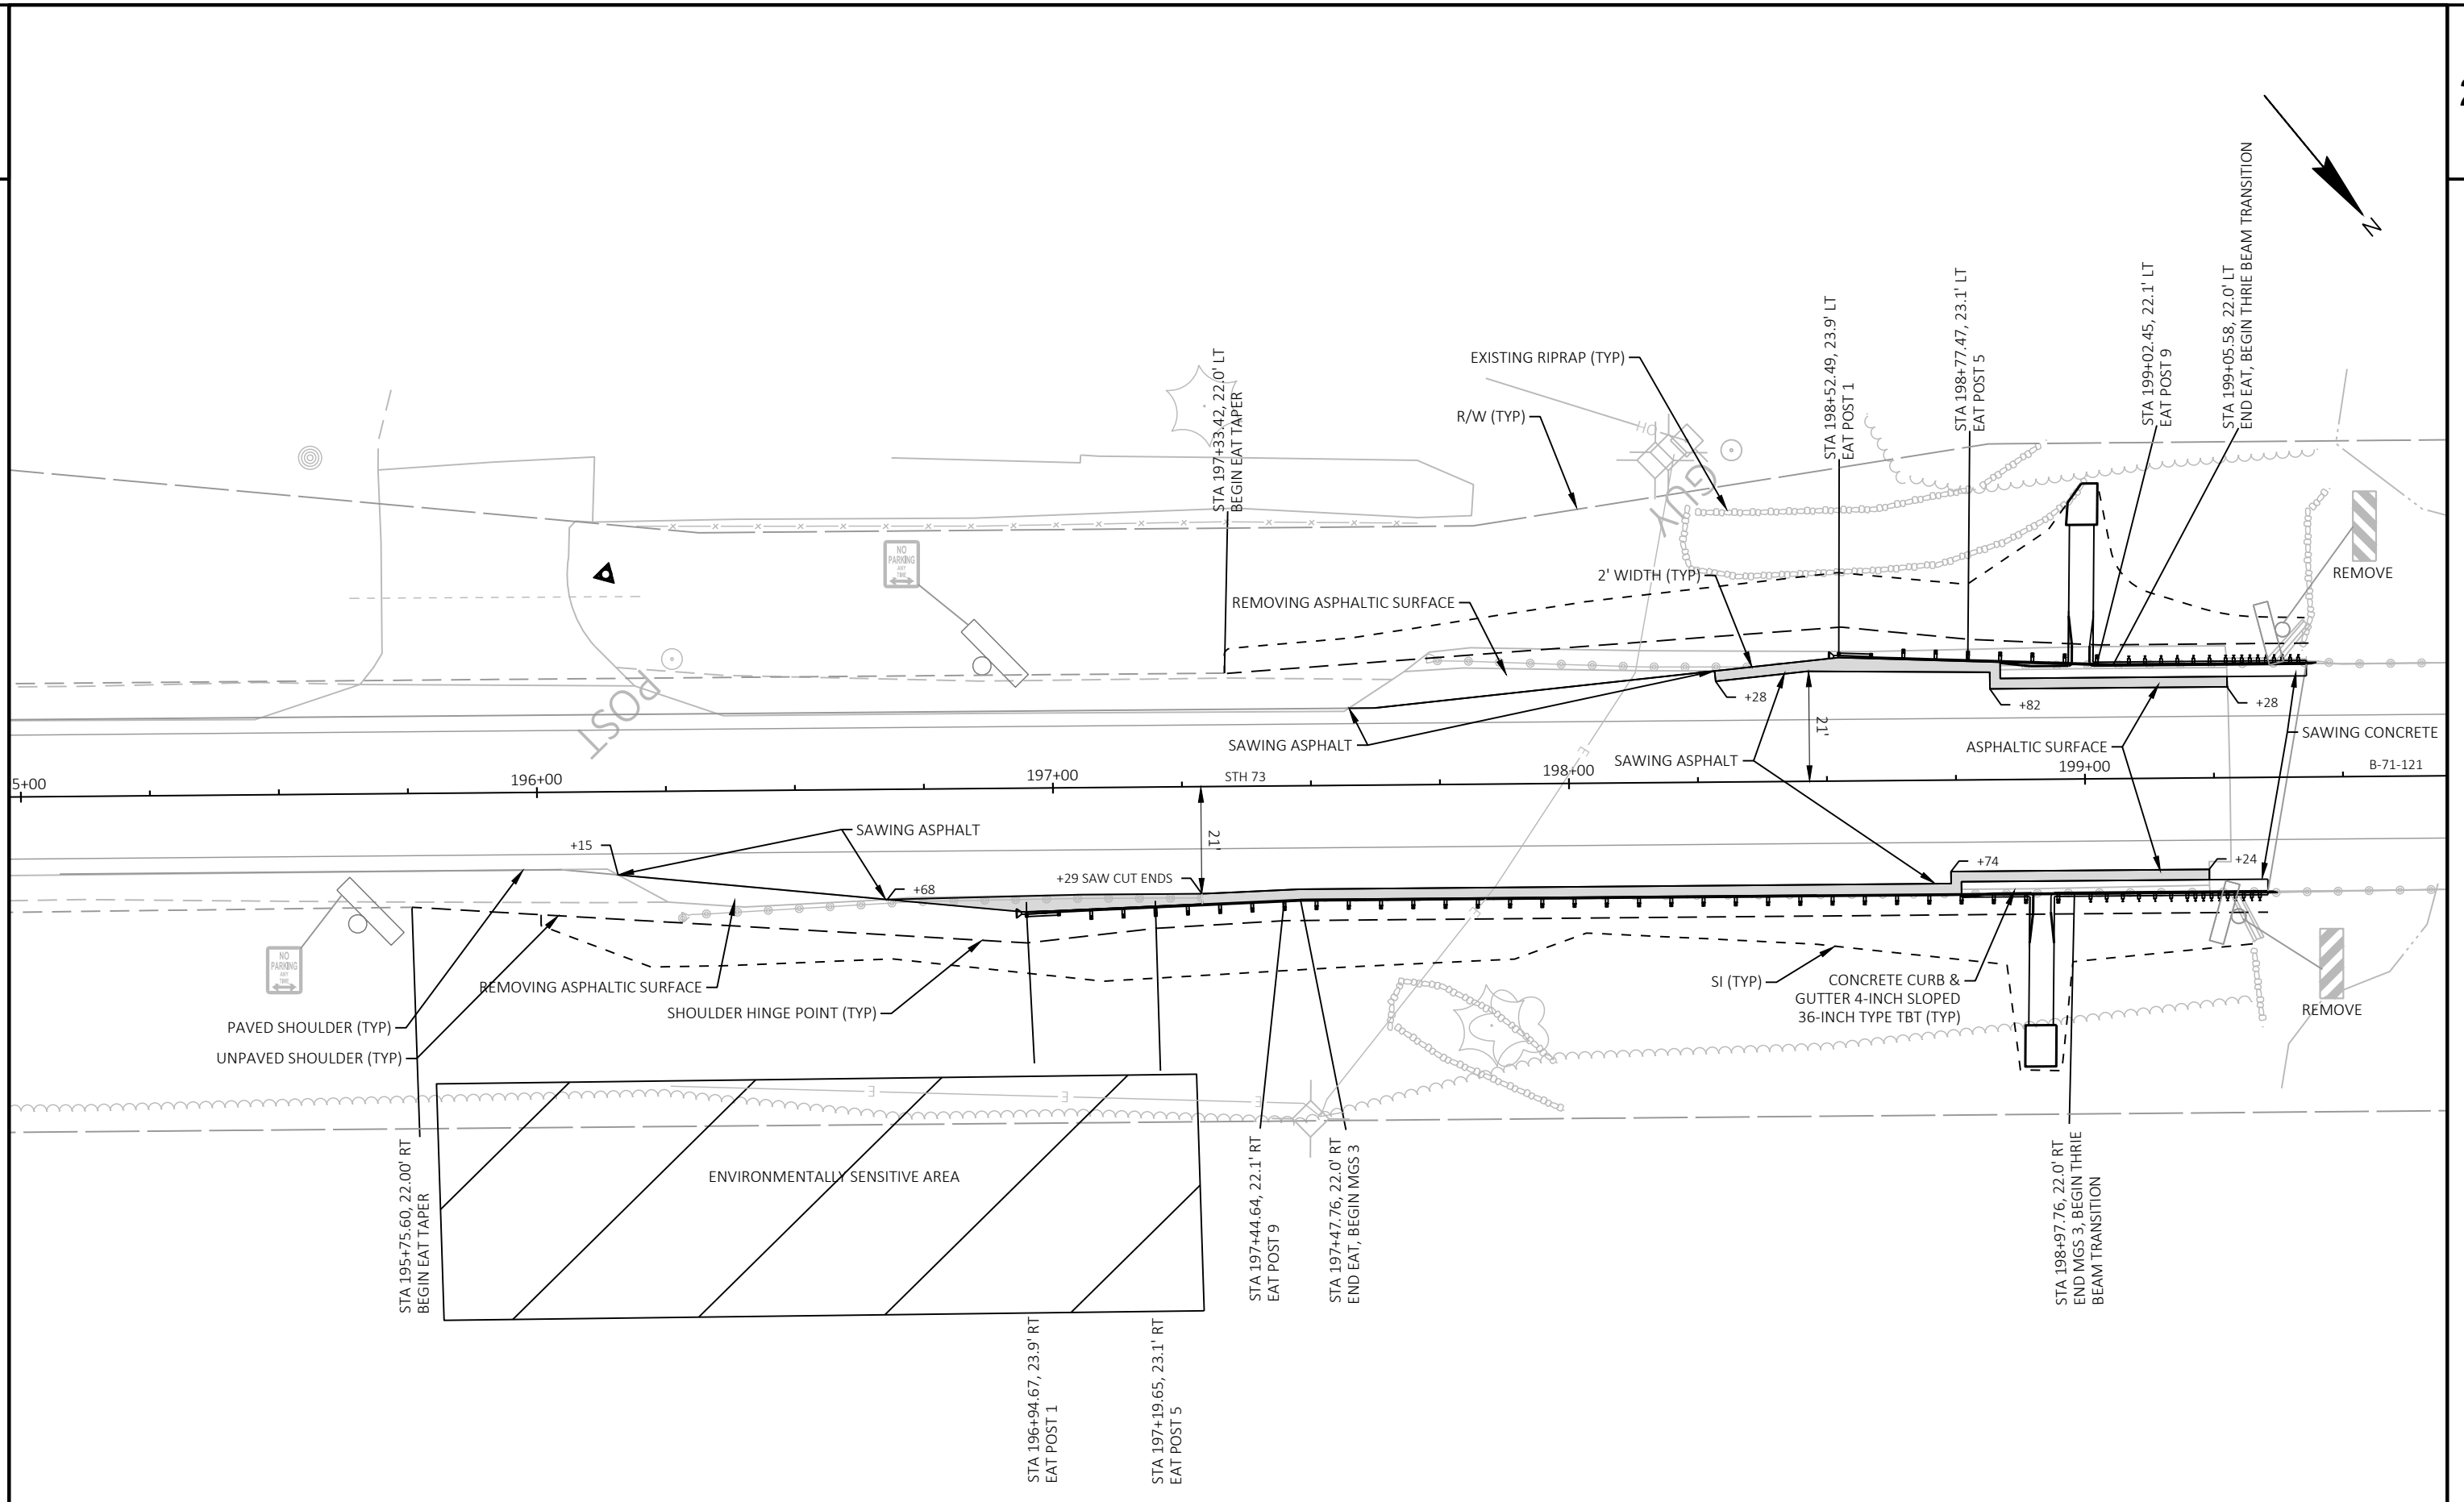 2
N
STA 197+33.42, 22.0' LT
BEGIN EAT TAPER
EXISTING RIPRAP (TYP)
R/W (TYP)
STA 198+52.49, 23.9' LT
EAT POST 1
STA 198+77.47, 23.1' LT
EAT POST 5
STA 199+02.45, 22.1' LT
EAT POST 9
STA 199+05.58, 22.0' LT
END EAT, BEGIN THRIE BEAM TRANSITION
OH
GUY
NO
PARKING
ANY
TIME
2' WIDTH (TYP)
REMOVING ASPHALTIC SURFACE
REMOVE
POST
+28
+82
+28
SAWING ASPHALT
21'
SAWING ASPHALT
ASPHALTIC SURFACE
SAWING CONCRETE
E
5+00
196+00
197+00
STH 73
198+00
199+00
B-71-121
+15
SAWING ASPHALT
21'
+68
+29 SAW CUT ENDS
+74
+24
E
NO
PARKING
ANY
TIME
REMOVING ASPHALTIC SURFACE
SHOULDER HINGE POINT (TYP)
PAVED SHOULDER (TYP)
UNPAVED SHOULDER (TYP)
SI (TYP)
CONCRETE CURB &
GUTTER 4-INCH SLOPED
36-INCH TYPE TBT (TYP)
REMOVE
E
E
E
ENVIRONMENTALLY SENSITIVE AREA
STA 195+75.60, 22.00' RT
BEGIN EAT TAPER
STA 196+94.67, 23.9' RT
EAT POST 1
STA 197+19.65, 23.1' RT
EAT POST 5
STA 197+44.64, 22.1' RT
EAT POST 9
STA 197+47.76, 22.0' RT
END EAT, BEGIN MGS 3
STA 198+97.76, 22.0' RT
END MGS 3, BEGIN THRIE
BEAM TRANSITION